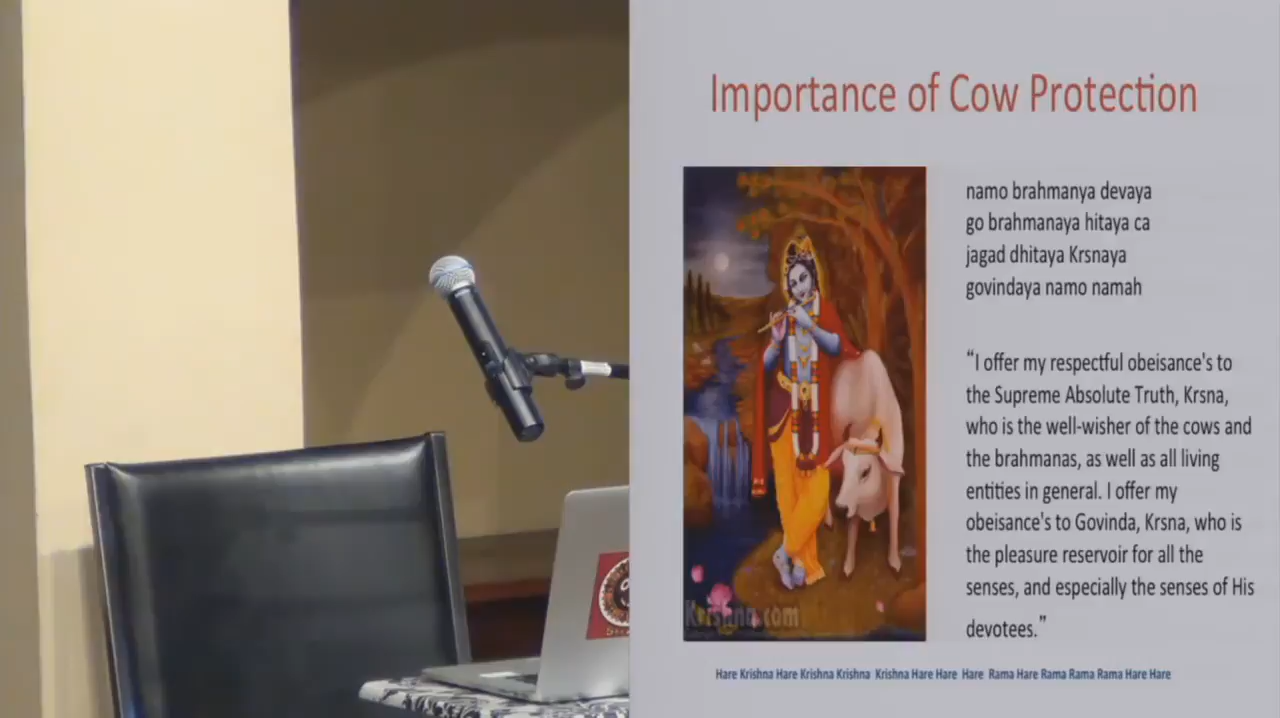 Importance of Cow Protection
namo brahmanya devaya
go brahmanaya hitaya ca
jagad dhitaya Krsnaya
govindaya namo namah
“I offer my respectful obeisance's to
the Supreme Absolute Truth, Krsna,
who is the well-wisher of the cows and
the brahmanas, as well as all living
entities in general. I offer my
obeisance's to Govinda, Krsna, who is
the pleasure reservoir for all the
senses, and especially the senses of His
devotees.”
Krishna.com
Hare Krishna Hare Krishna Krishna Krishna Hare Hare Hare Rama Hare Rama Rama Rama Hare Hare